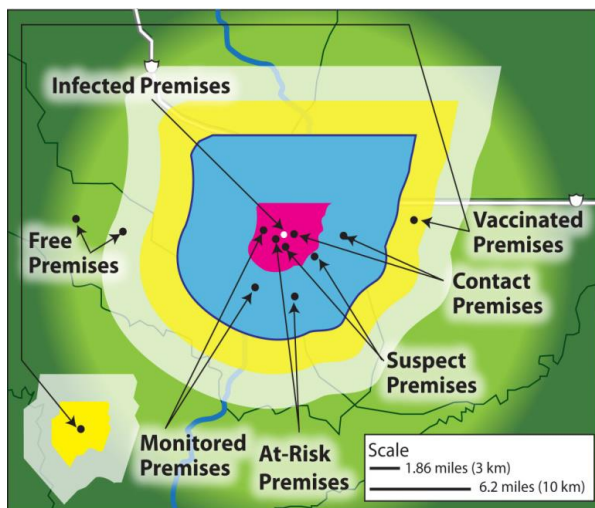 Infected Premises
Free
Premises
Vaccinated
Premises
Contact
Premises
Suspect
Premises
Monitored
Premises
At-Risk
Premises
Scale
1.86 miles (3 km)
6.2 miles (10 km)